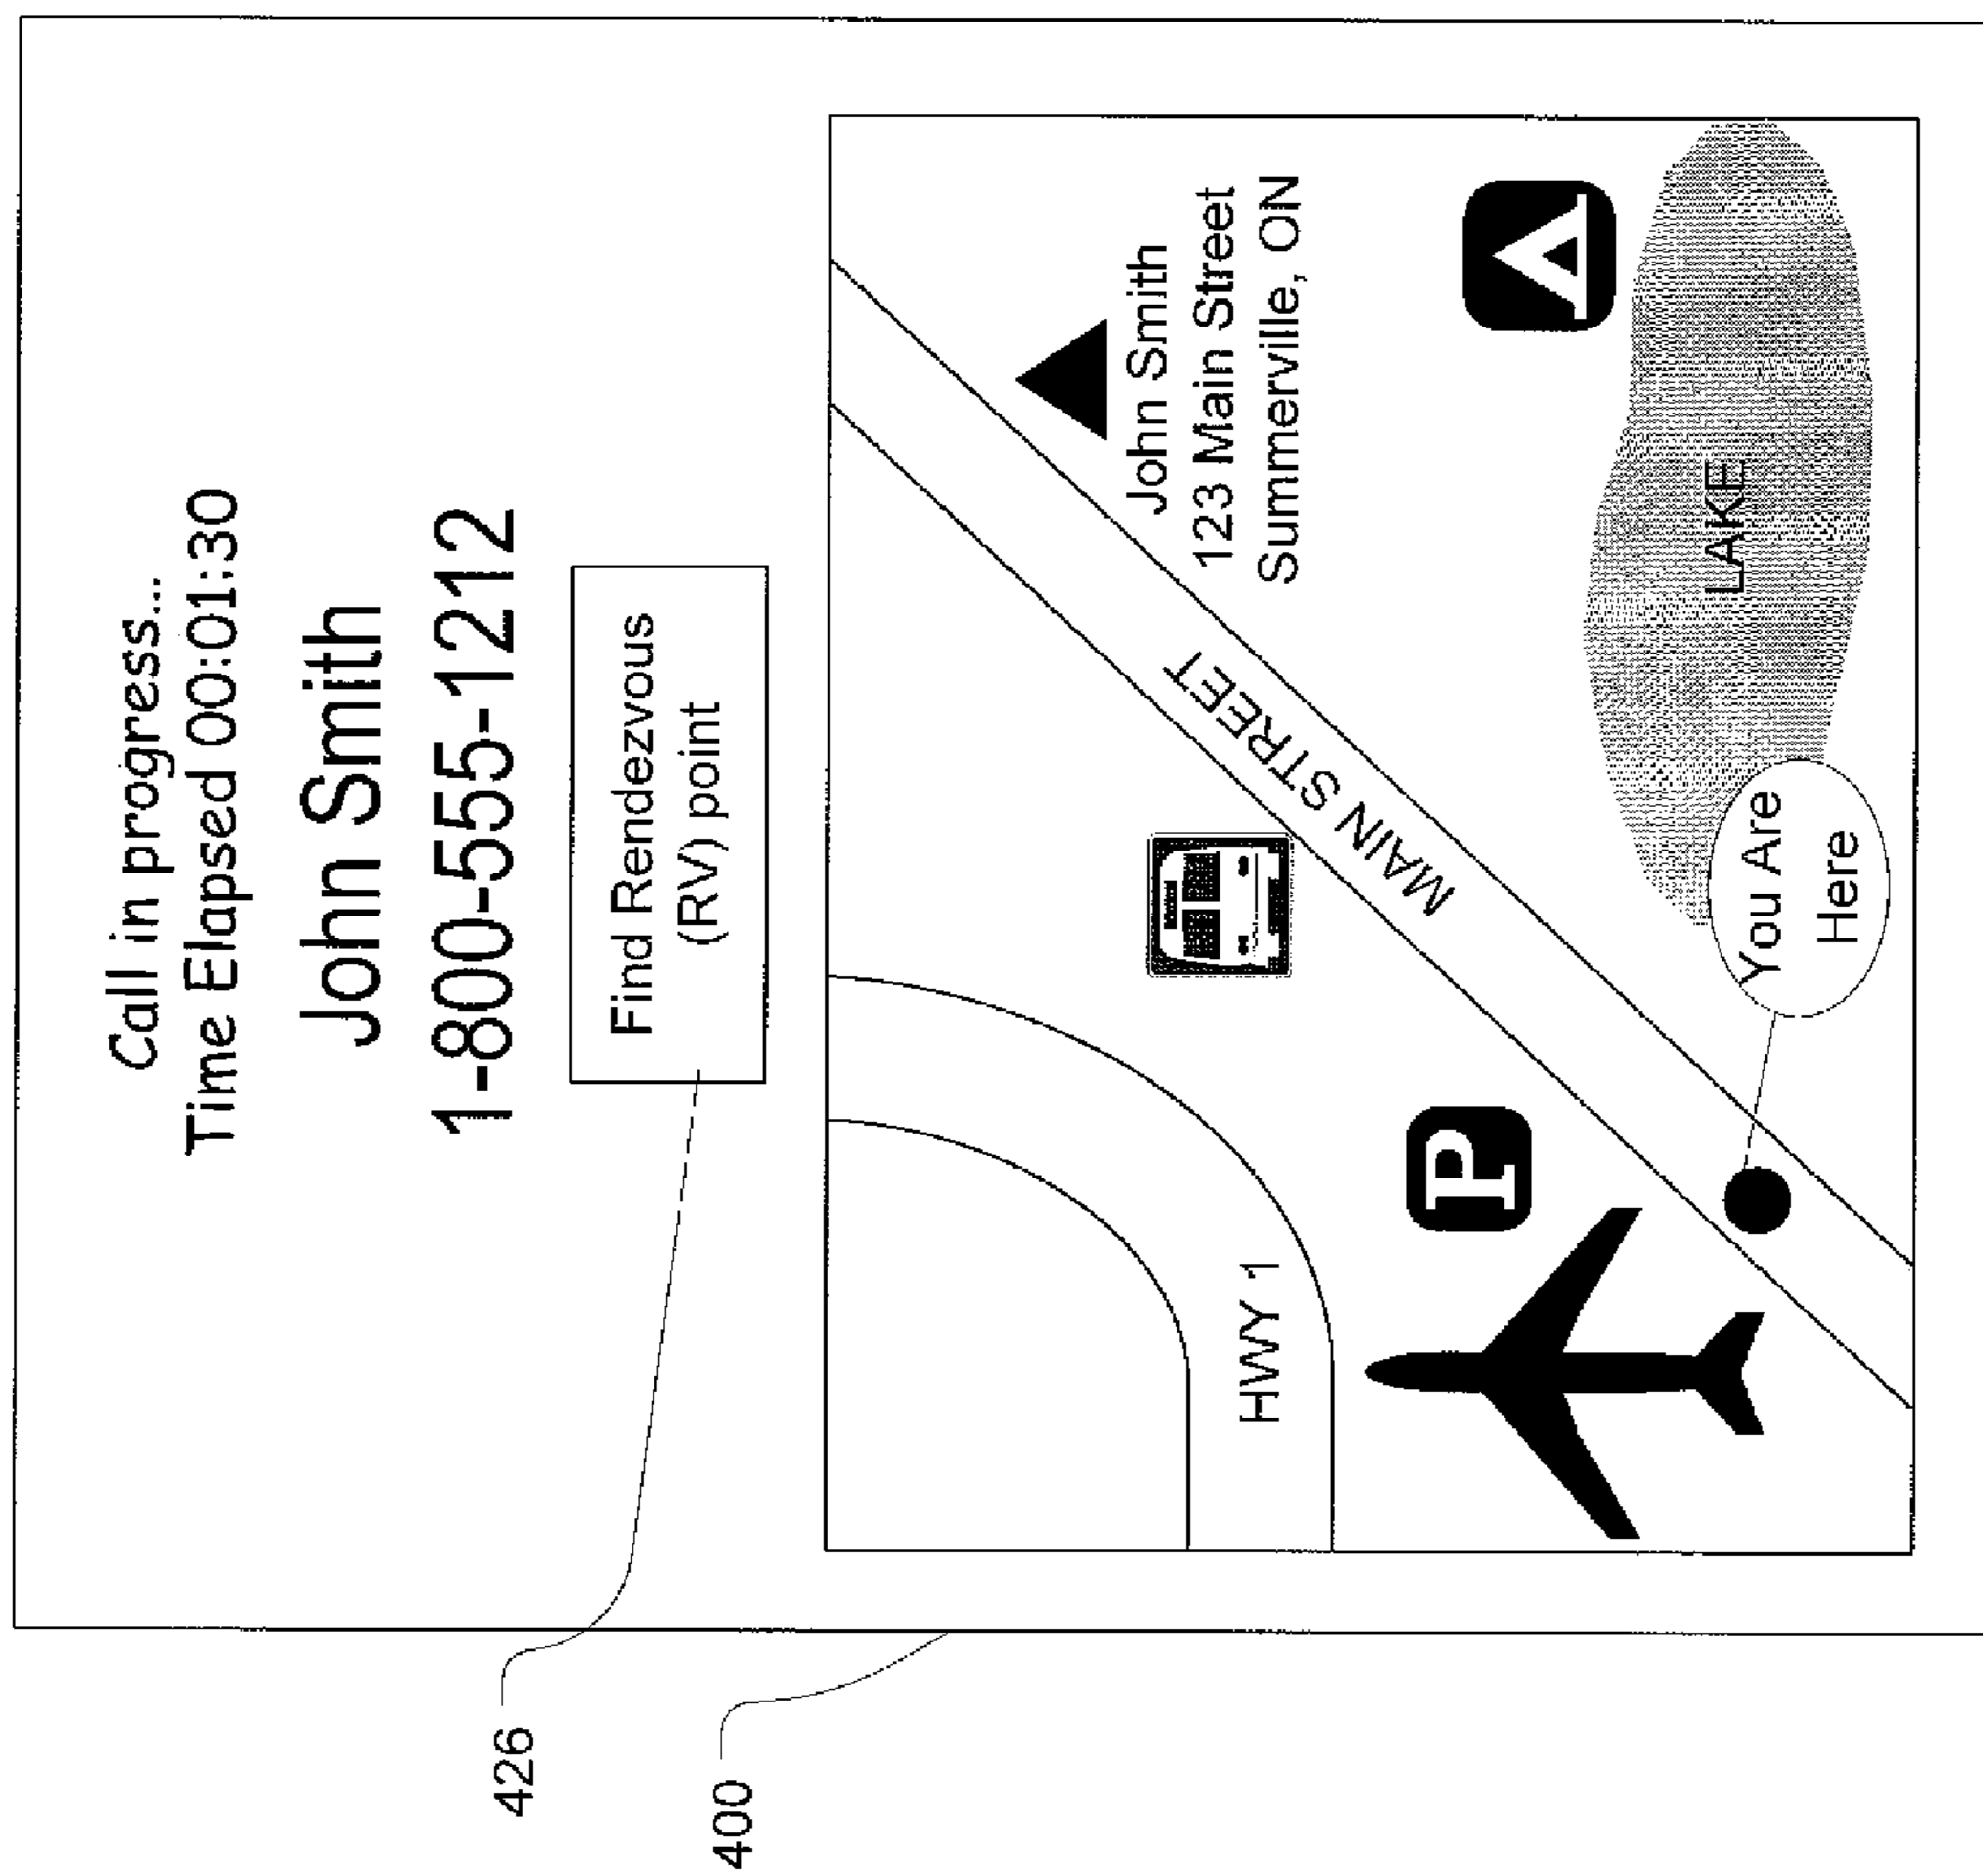 Call in progress...
Time Elapsed 00:01:30
John Smith
1-800-555-1212
Find Rendezvous
(RV) point
426
400
HWY 1
MAIN STREET
John Smith
123 Main Street
Summerville, ON
P
LAKE
You Are
Here